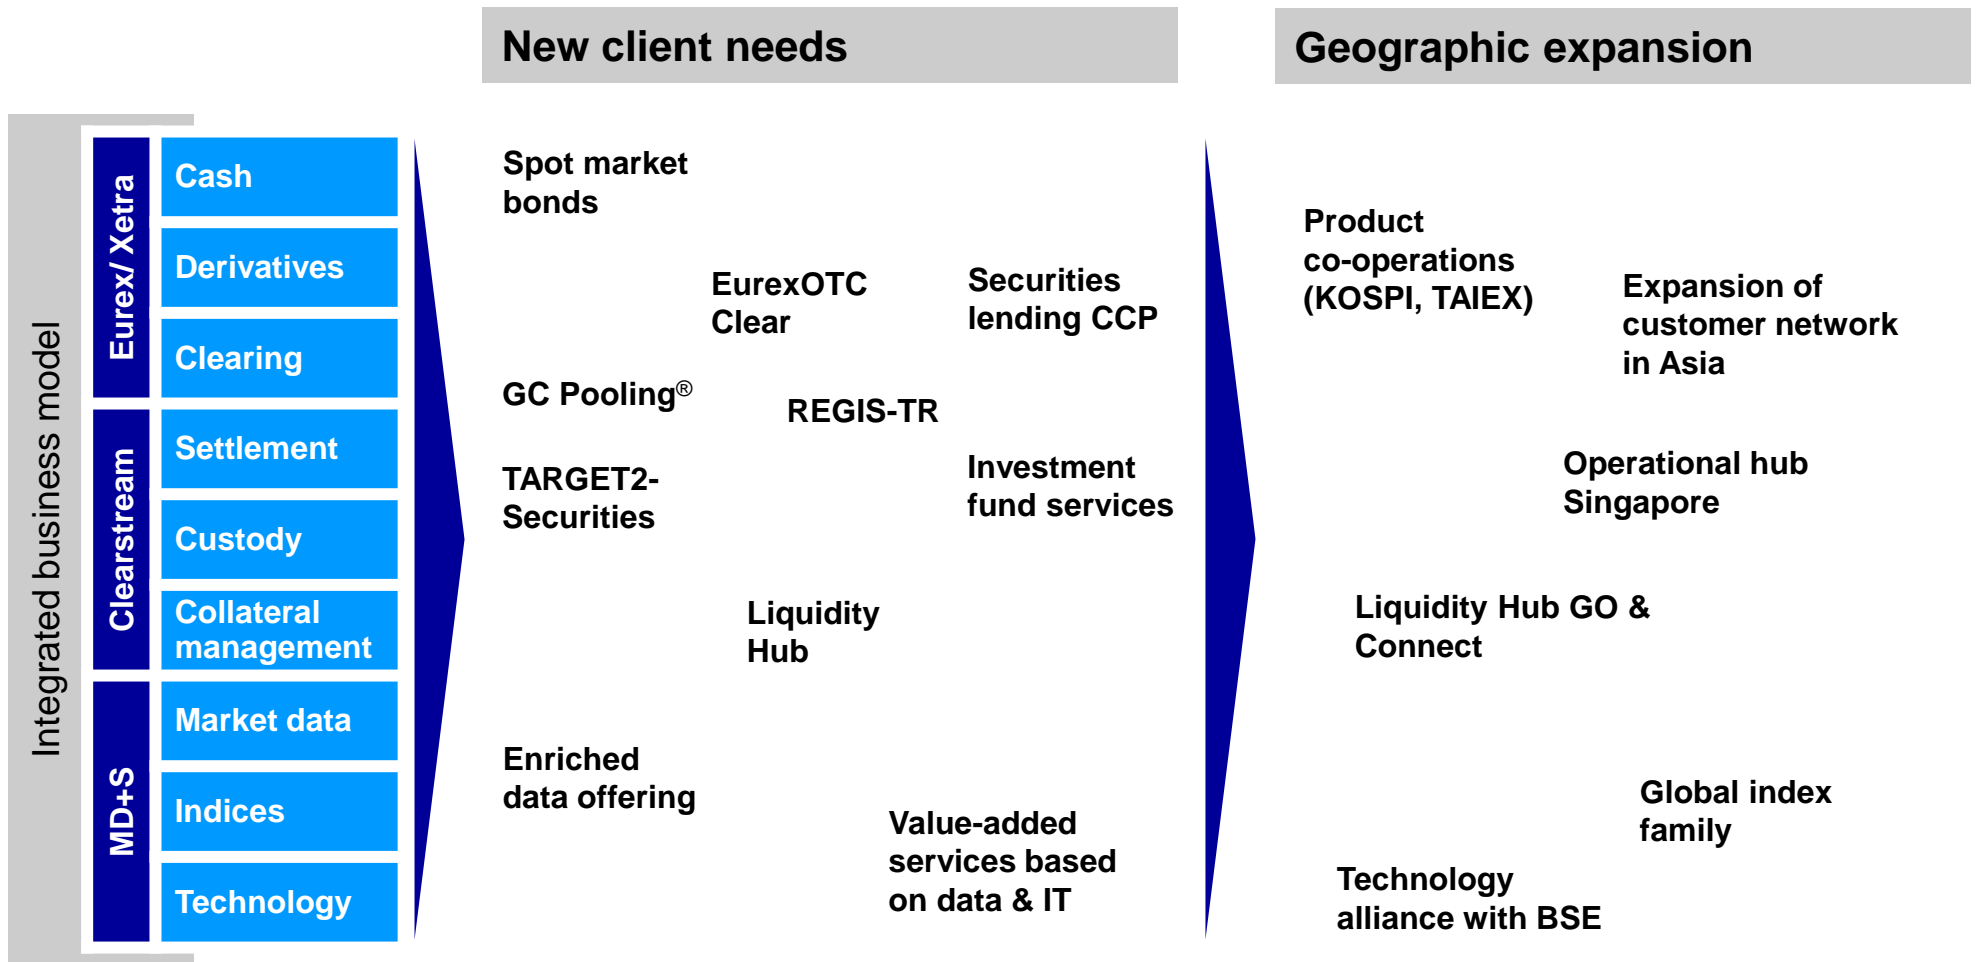 New client needs
Geographic expansion
Integrated business model
Eurex/ Xetra
Cash
Derivatives
Clearing
Clearstream
Settlement
Custody
Collateral
management
MD+S
Market data
Indices
Technology
Spot market
bonds
EurexOTC
Clear
Securities
lending CCP
GC Pooling®
REGIS-TR
TARGET2-
Securities
Investment
fund services
Liquidity
Hub
Enriched
data offering
Value-added
services based
on data & IT
Product
co-operations
(KOSPI, TAIEX)
Expansion of
customer network
in Asia
Operational hub
Singapore
Liquidity Hub GO &
Connect
Global index
family
Technology
alliance with BSE